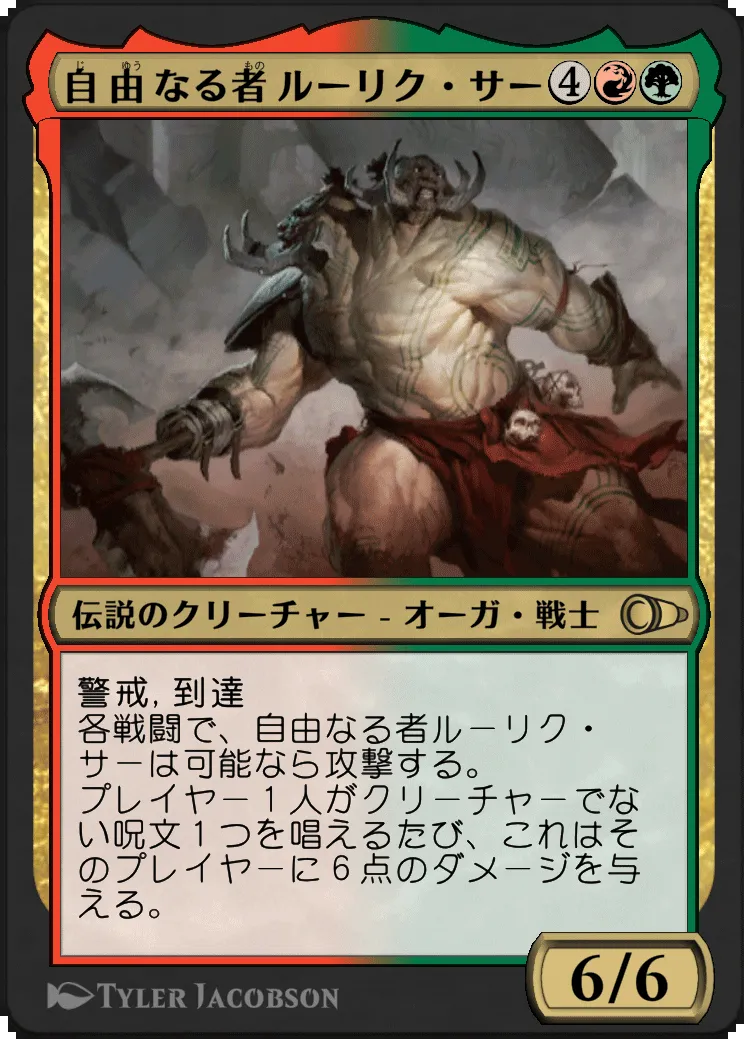 自由なる者ルーリク・サー 4
伝説のクリーチャー - オーガ・戦士
警戒, 到達
各戦闘で、自由なる者ルーリク・
サーは可能なら攻撃する。
プレイヤー1人がクリーチャーでな
い呪文1つを唱えるたび、これはそ
のプレイヤーに6点のダメージを与
える。
6/6
TYLER JACOBSON